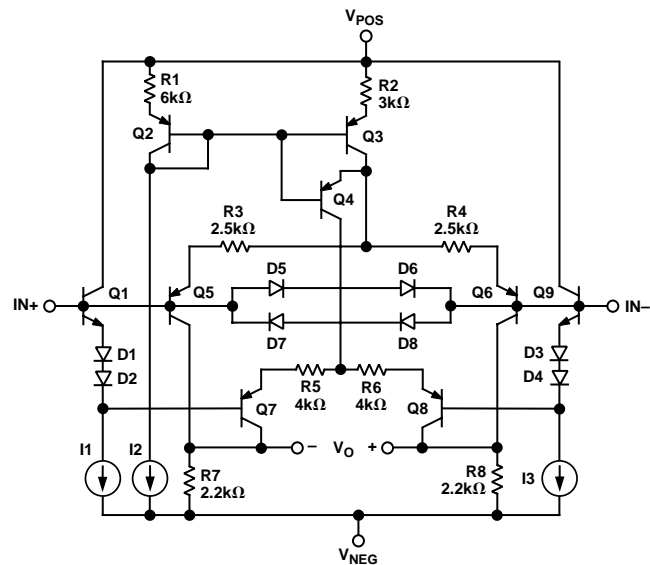 VPOS
R1
6kΩ
R2
3kΩ
Q2
Q3
Q4
R3
2.5kΩ
R4
2.5kΩ
D5
D6
IN+
Q1
Q5
Q6
Q9
IN–
D7
D8
D1
D2
D3
D4
R5
4kΩ
R6
4kΩ
Q7
Q8
I1
I2
–
VO
+
R7
2.2kΩ
R8
2.2kΩ
I3
VNEG